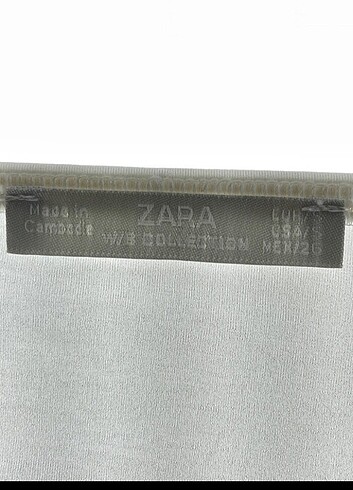 Made in
Cambodia
ZARA
W/B COLLECTION
EUR
USA/S
MEX/26